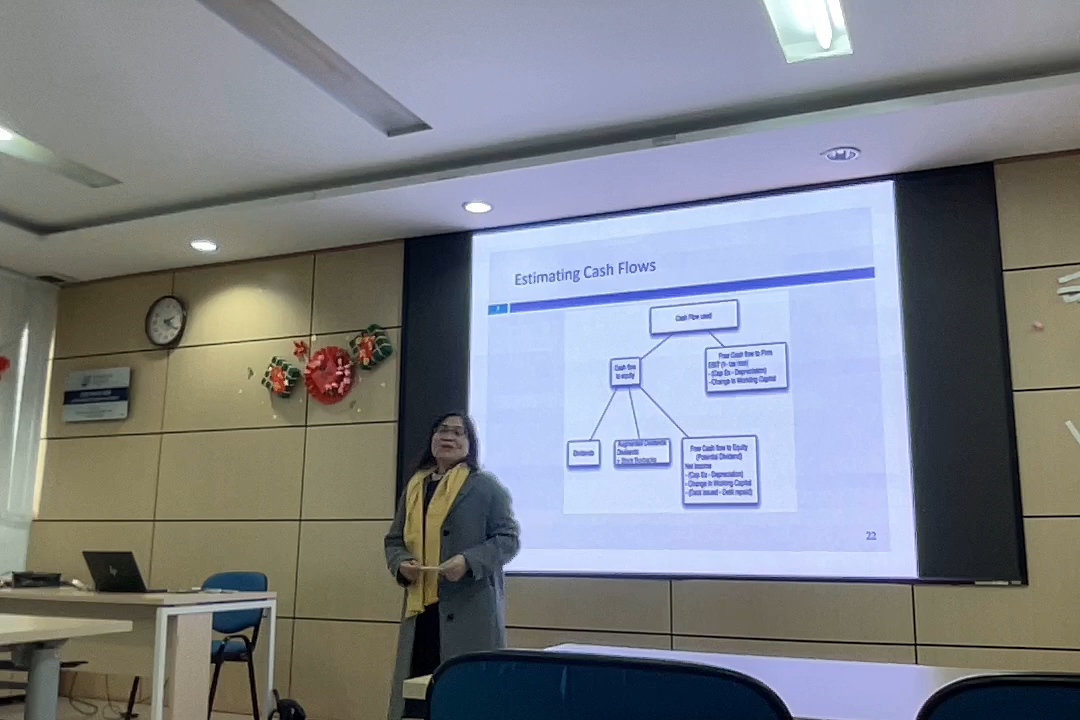 Estimating Cash Flows
Cash Flow used
Cash flow
to equity
Free Cash flow to Firm
EBIT (1- tax rate)
- (Cap Ex - Depreciation)
- Change in Working Capital
Dividends
Augmented Dividends
Dividends
+ Stock Buybacks
Free Cash flow to Equity
(Potential Dividend)
Net Income
- (Cap Ex - Depreciation)
- Change in Working Capital
- (Debt issued - Debt repaid)
22